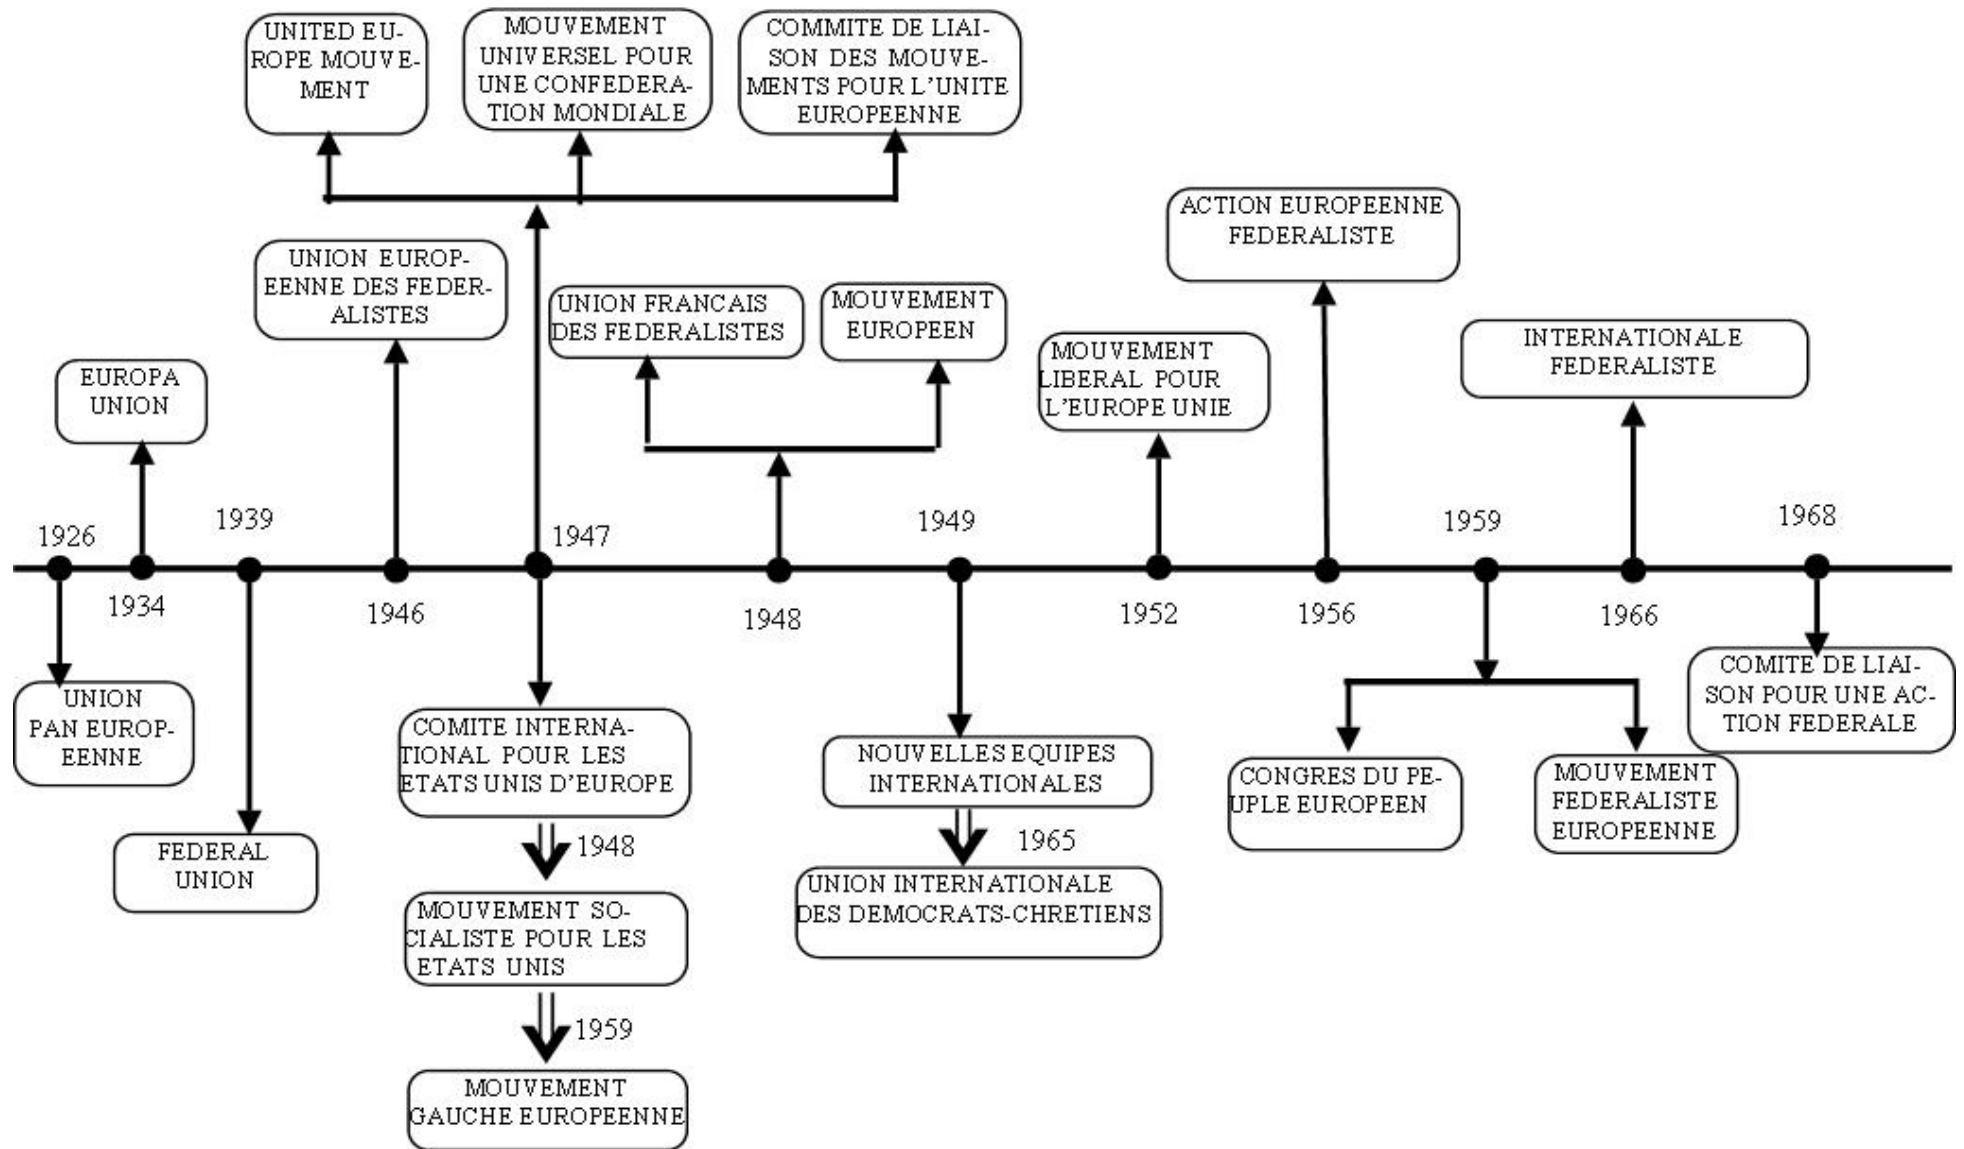 UNITED EU-
ROPE MOUVE-
MENT
MOUVEMENT
UNIVERSEL POUR
UNE CONFEDERA-
TION MONDIALE
COMMITE DE LIAI-
SON DES MOUVE-
MENTS POUR L'UNITE
EUROPEENNE
ACTION EUROPEENNE
FEDERALISTE
UNION EUROP-
EENNE DES FEDER-
ALISTES
UNION FRANCAIS
DES FEDERALISTES
MOUVEMENT
EUROPEEN
MOUVEMENT
LIBERAL POUR
L'EUROPE UNIE
INTERNATIONALE
FEDERALISTE
EUROPA
UNION
1926
1939
1947
1949
1959
1968
1934
1946
1948
1952
1956
1966
UNION
PAN EUROP-
EENNE
FEDERAL
UNION
COMITE INTERNA-
TIONAL POUR LES
ETATS UNIS D'EUROPE
1948
MOUVEMENT SO-
CIALISTE POUR LES
ETATS UNIS
1959
MOUVEMENT
GAUCHE EUROPEENNE
NOUVELLES EQUIPES
INTERNATIONALES
1965
UNION INTERNATIONALE
DES DEMOCRATS-CHRETIENS
CONGRES DU PE-
UPLE EUROPEEN
MOUVEMENT
FEDERALISTE
EUROPEENNE
COMITE DE LIAI-
SON POUR UNE AC-
TION FEDERALE